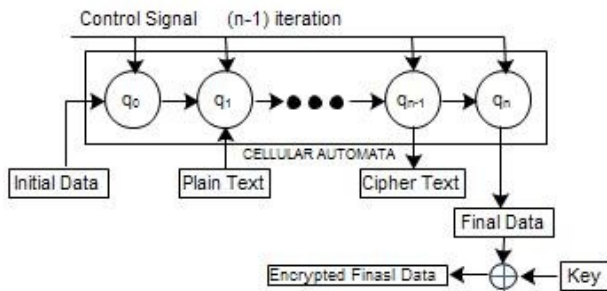 Control Signal (n-1) iteration
q0 q1 qn-1 qn
CELLULAR AUTOMATA
Initial Data Plain Text Cipher Text
Final Data
Encrypted Finasl Data Key